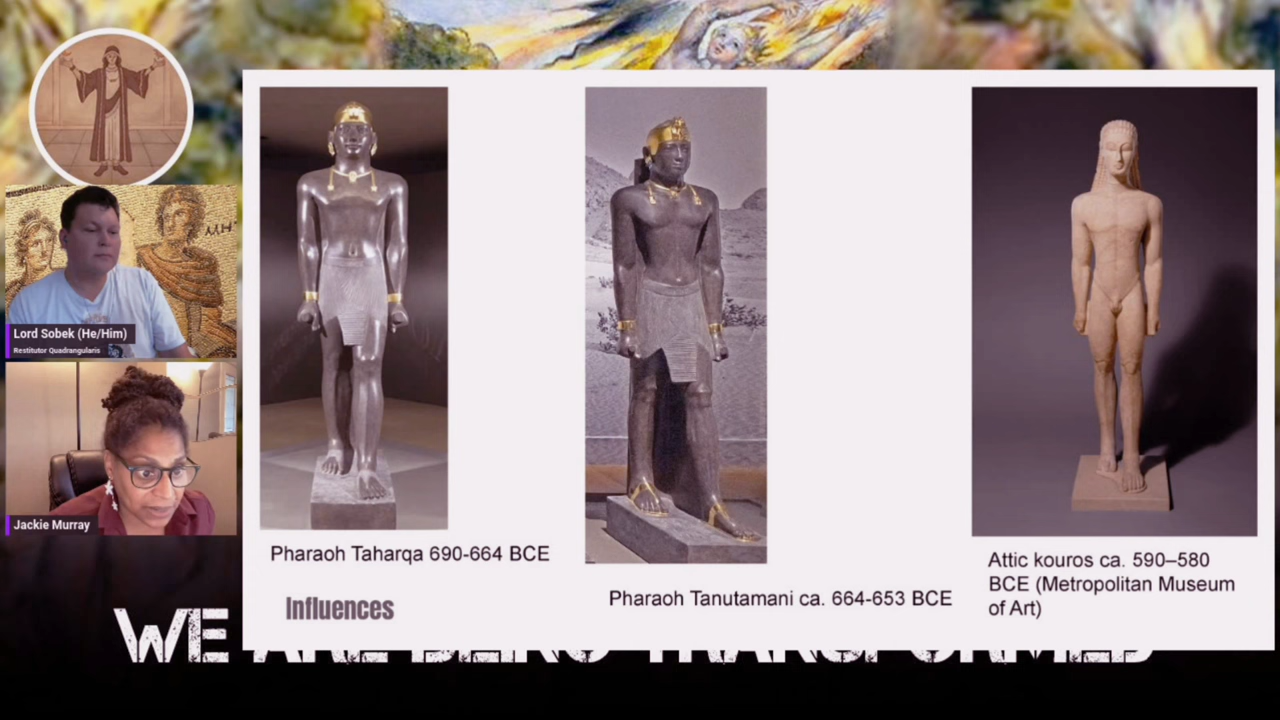 Lord Sobek (He/Him)
Restitutor Quadrangularis
Jackie Murray
Pharaoh Taharqa 690-664 BCE
Pharaoh Tanutamani ca. 664-653 BCE
Attic kouros ca. 590–580
BCE (Metropolitan Museum
of Art)
Influences
WE